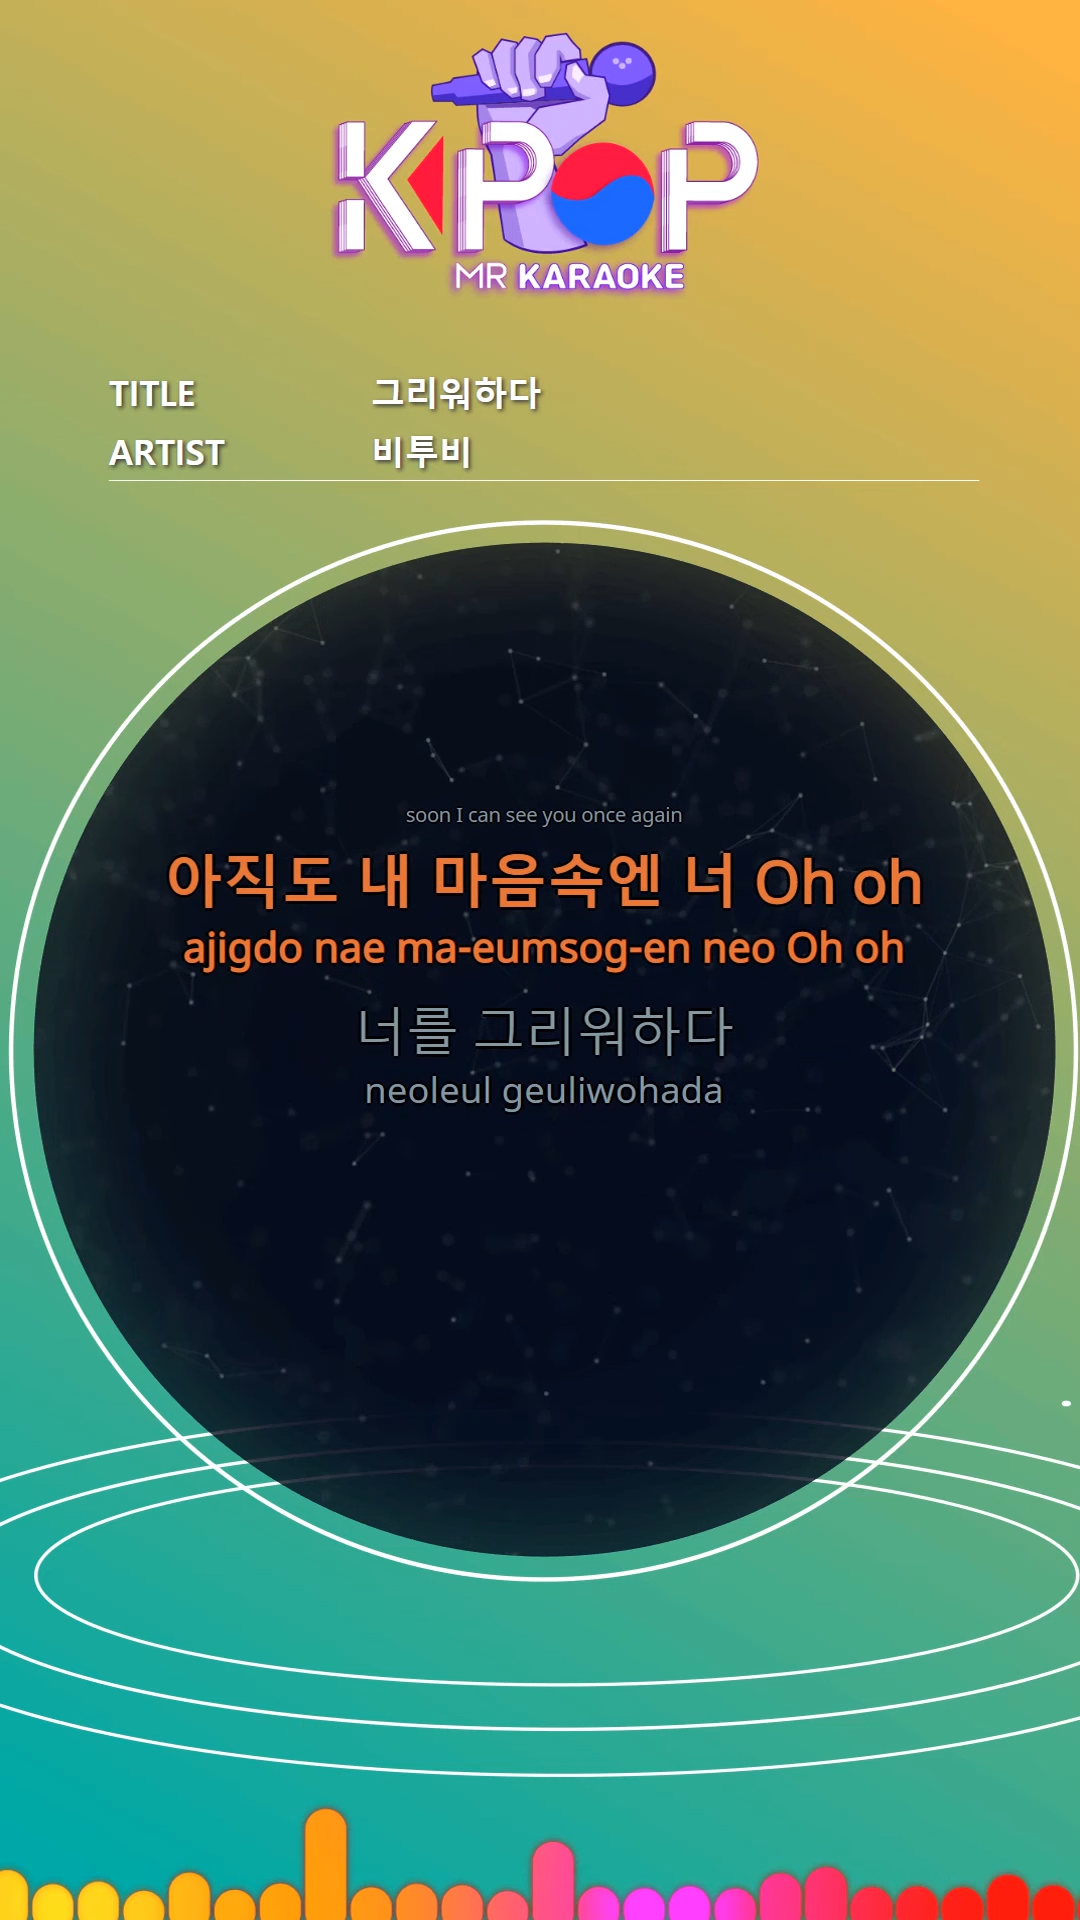 KPOP
MR KARAOKE
TITLE 그리워하다
ARTIST 비투비
soon I can see you once again
아직도 내 마음속엔 너 Oh oh
ajigdo nae ma-eumsog-en neo Oh oh
너를 그리워하다
neoleul geuliwohada